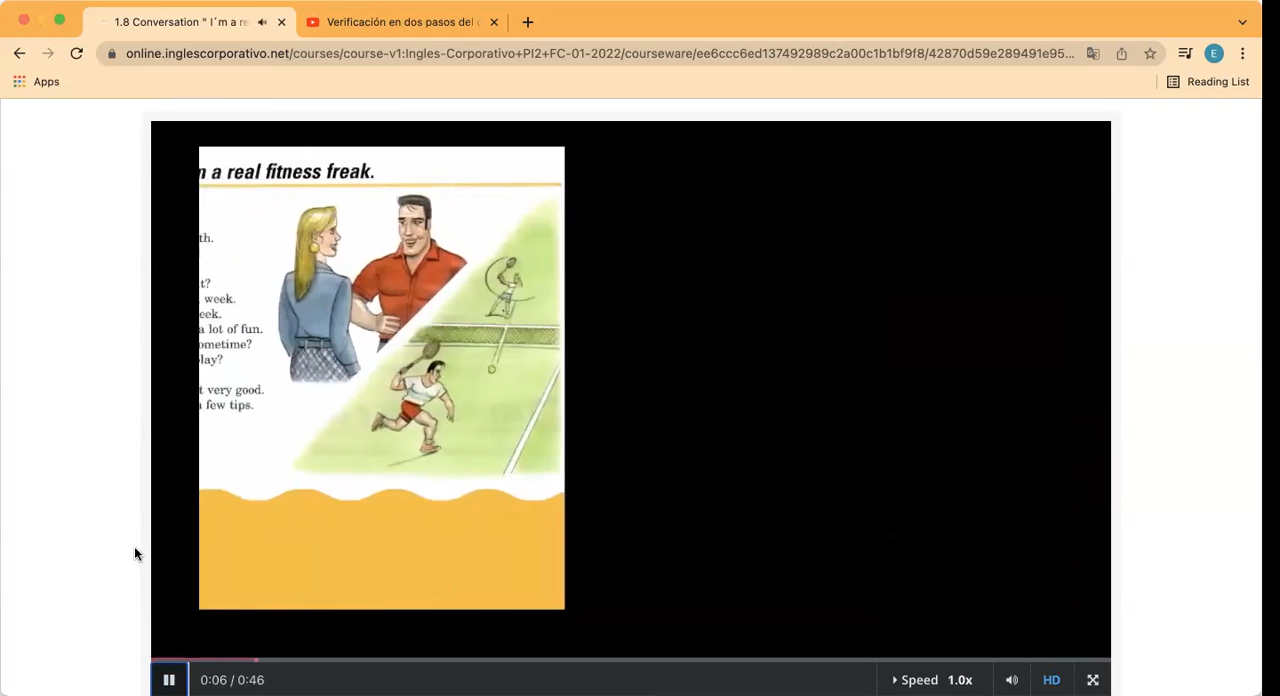 1.8 Conversation " I´m a re
Verificación en dos pasos del c
online.inglescorporativo.net/courses/course-v1:Ingles-Corporativo+PI2+FC-01-2022/courseware/ee6ccc6ed137492989c2a00c1b1bf9f8/42870d59e289491e95...
E
Apps
Reading List
m a real fitness freak.
th.
t?
week.
eek.
a lot of fun.
ometime?
lay?
t very good.
a few tips.
0:06 / 0:46
Speed 1.0x
HD